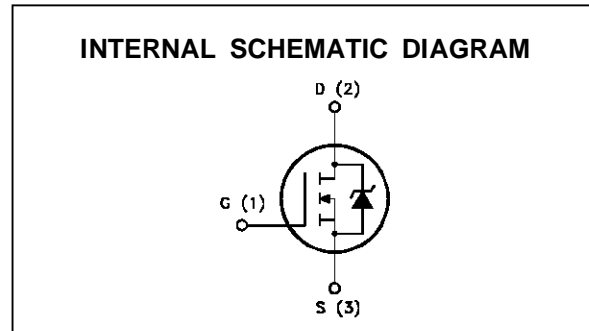 INTERNAL SCHEMATIC DIAGRAM
D (2)
G (1)
S (3)